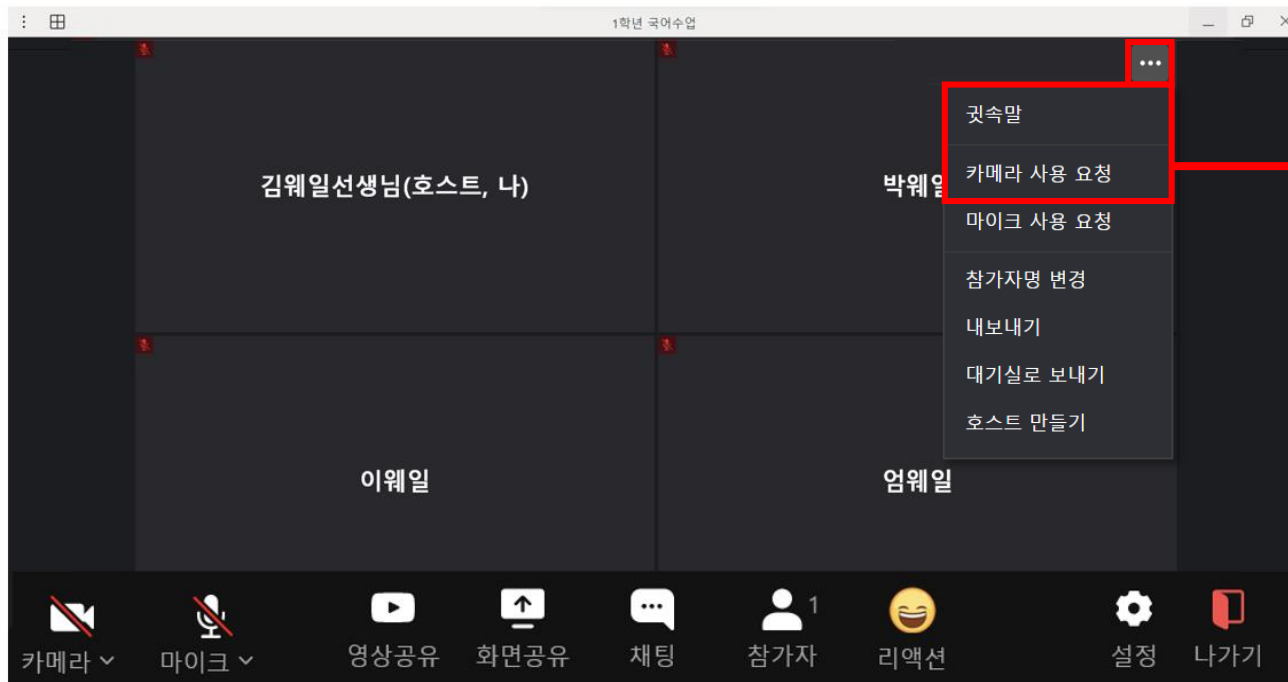 1학년 국어수업
김웨일선생님(호스트, 나)
박웨일
귓속말
카메라 사용 요청
마이크 사용 요청
참가자명 변경
내보내기
대기실로 보내기
호스트 만들기
이웨일
엄웨일
1
카메라
마이크
영상공유
화면공유
채팅
참가자
리액션
설정
나가기